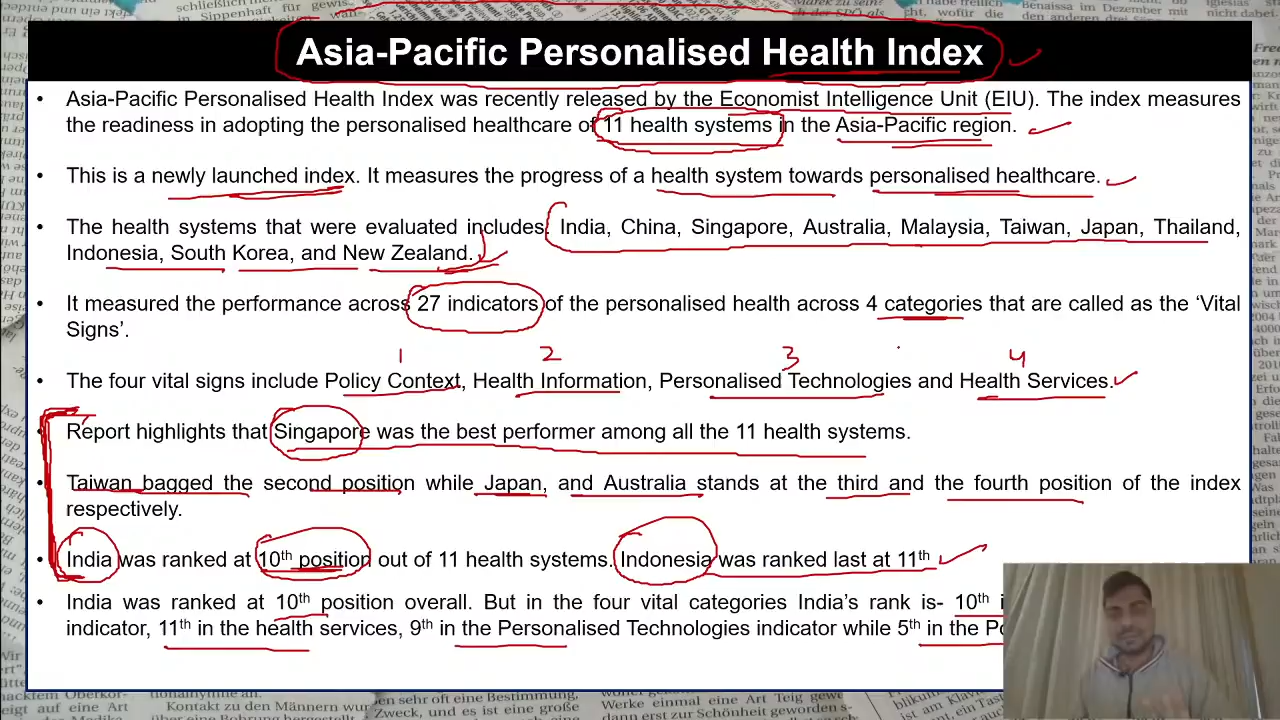 Asia-Pacific Personalised Health Index
• Asia-Pacific Personalised Health Index was recently released by the Economist Intelligence Unit (EIU). The index measures
the readiness in adopting the personalised healthcare of 11 health systems in the Asia-Pacific region.
• This is a newly launched index. It measures the progress of a health system towards personalised healthcare.
• The health systems that were evaluated includes: India, China, Singapore, Australia, Malaysia, Taiwan, Japan, Thailand,
Indonesia, South Korea, and New Zealand.
• It measured the performance across 27 indicators of the personalised health across 4 categories that are called as the ‘Vital
Signs’.
1 2 3 4
• The four vital signs include Policy Context, Health Information, Personalised Technologies and Health Services.
• Report highlights that Singapore was the best performer among all the 11 health systems.
• Taiwan bagged the second position while Japan, and Australia stands at the third and the fourth position of the index
respectively.
• India was ranked at 10th position out of 11 health systems. Indonesia was ranked last at 11th
• India was ranked at 10th position overall. But in the four vital categories India’s rank is- 10th
indicator, 11th in the health services, 9th in the Personalised Technologies indicator while 5th in the